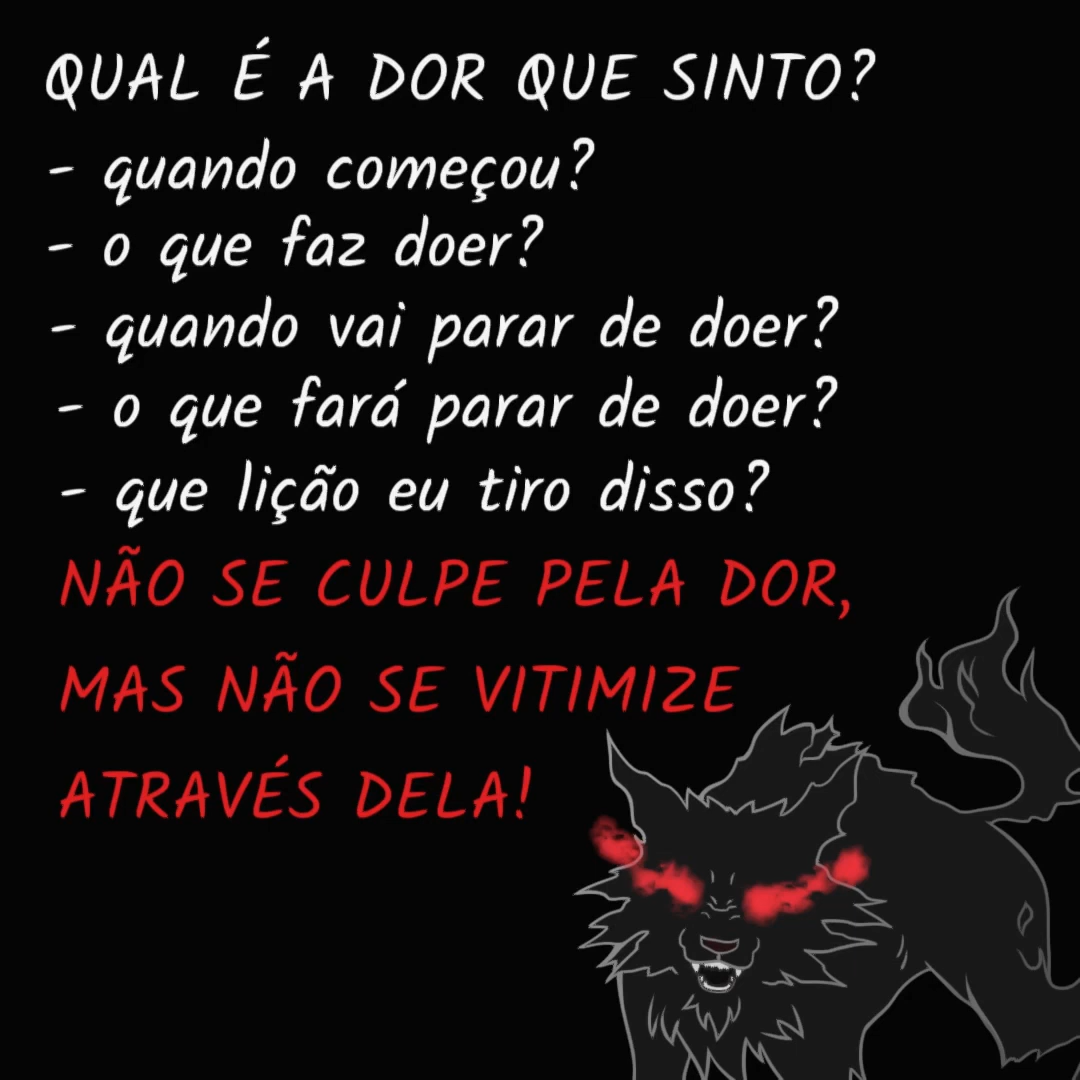 QUAL É A DOR QUE SINTO?
- quando começou?
- o que faz doer?
- quando vai parar de doer?
- o que fará parar de doer?
- que lição eu tiro disso?
NÃO SE CULPE PELA DOR,
MAS NÃO SE VITIMIZE
ATRAVÉS DELA!